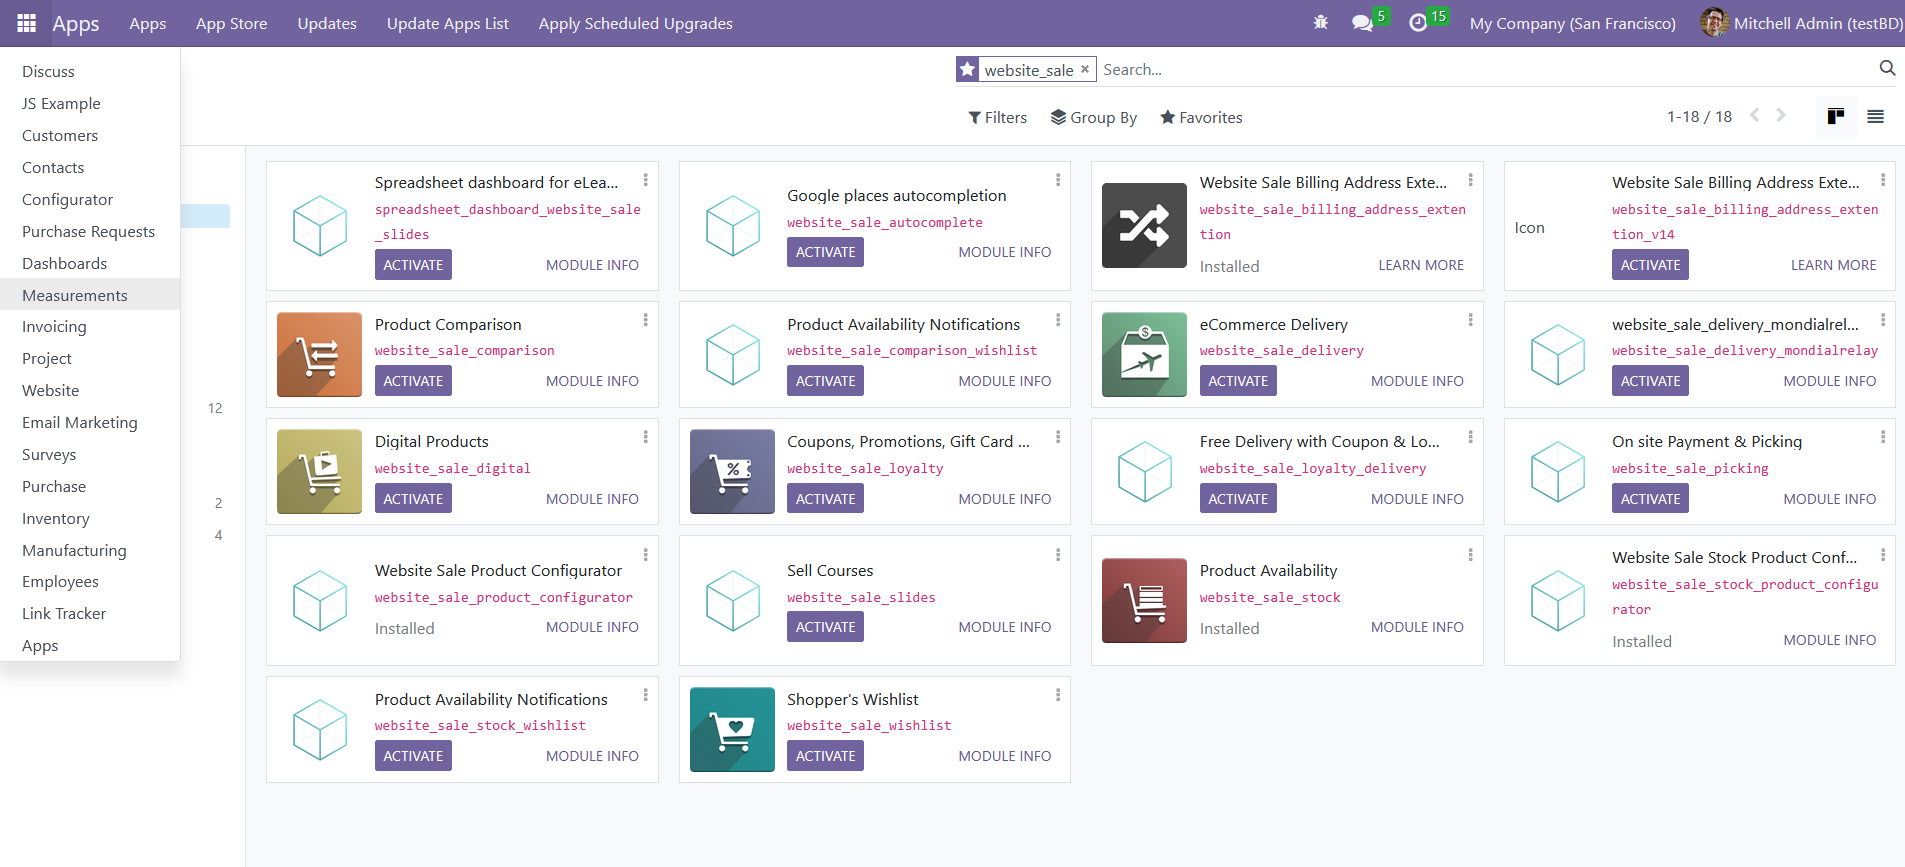 Apps
Apps
App Store
Updates
Update Apps List
Apply Scheduled Upgrades
5
15
My Company (San Francisco)
Mitchell Admin (testBD)
Discuss
JS Example
Customers
Contacts
Configurator
Purchase Requests
Dashboards
Measurements
Invoicing
Project
Website
Email Marketing
Surveys
Purchase
Inventory
Manufacturing
Employees
Link Tracker
Apps
12
2
4
website_sale ×
Search...
Filters
Group By
Favorites
1-18 / 18
Spreadsheet dashboard for eLea...
spreadsheet_dashboard_website_sale
_slides
ACTIVATE
MODULE INFO
Google places autocompletion
website_sale_autocomplete
ACTIVATE
MODULE INFO
Website Sale Billing Address Exte...
website_sale_billing_address_exten
tion
Installed
LEARN MORE
Icon
Website Sale Billing Address Exte...
website_sale_billing_address_exten
tion_v14
ACTIVATE
LEARN MORE
Product Comparison
website_sale_comparison
ACTIVATE
MODULE INFO
Product Availability Notifications
website_sale_comparison_wishlist
ACTIVATE
MODULE INFO
eCommerce Delivery
website_sale_delivery
ACTIVATE
MODULE INFO
website_sale_delivery_mondialrel...
website_sale_delivery_mondialrelay
ACTIVATE
MODULE INFO
Digital Products
website_sale_digital
ACTIVATE
MODULE INFO
Coupons, Promotions, Gift Card ...
website_sale_loyalty
ACTIVATE
MODULE INFO
Free Delivery with Coupon & Lo...
website_sale_loyalty_delivery
ACTIVATE
MODULE INFO
On site Payment & Picking
website_sale_picking
ACTIVATE
MODULE INFO
Website Sale Product Configurator
website_sale_product_configurator
Installed
MODULE INFO
Sell Courses
website_sale_slides
ACTIVATE
MODULE INFO
Product Availability
website_sale_stock
Installed
MODULE INFO
Website Sale Stock Product Conf...
website_sale_stock_product_configu
rator
Installed
MODULE INFO
Product Availability Notifications
website_sale_stock_wishlist
ACTIVATE
MODULE INFO
Shopper's Wishlist
website_sale_wishlist
ACTIVATE
MODULE INFO